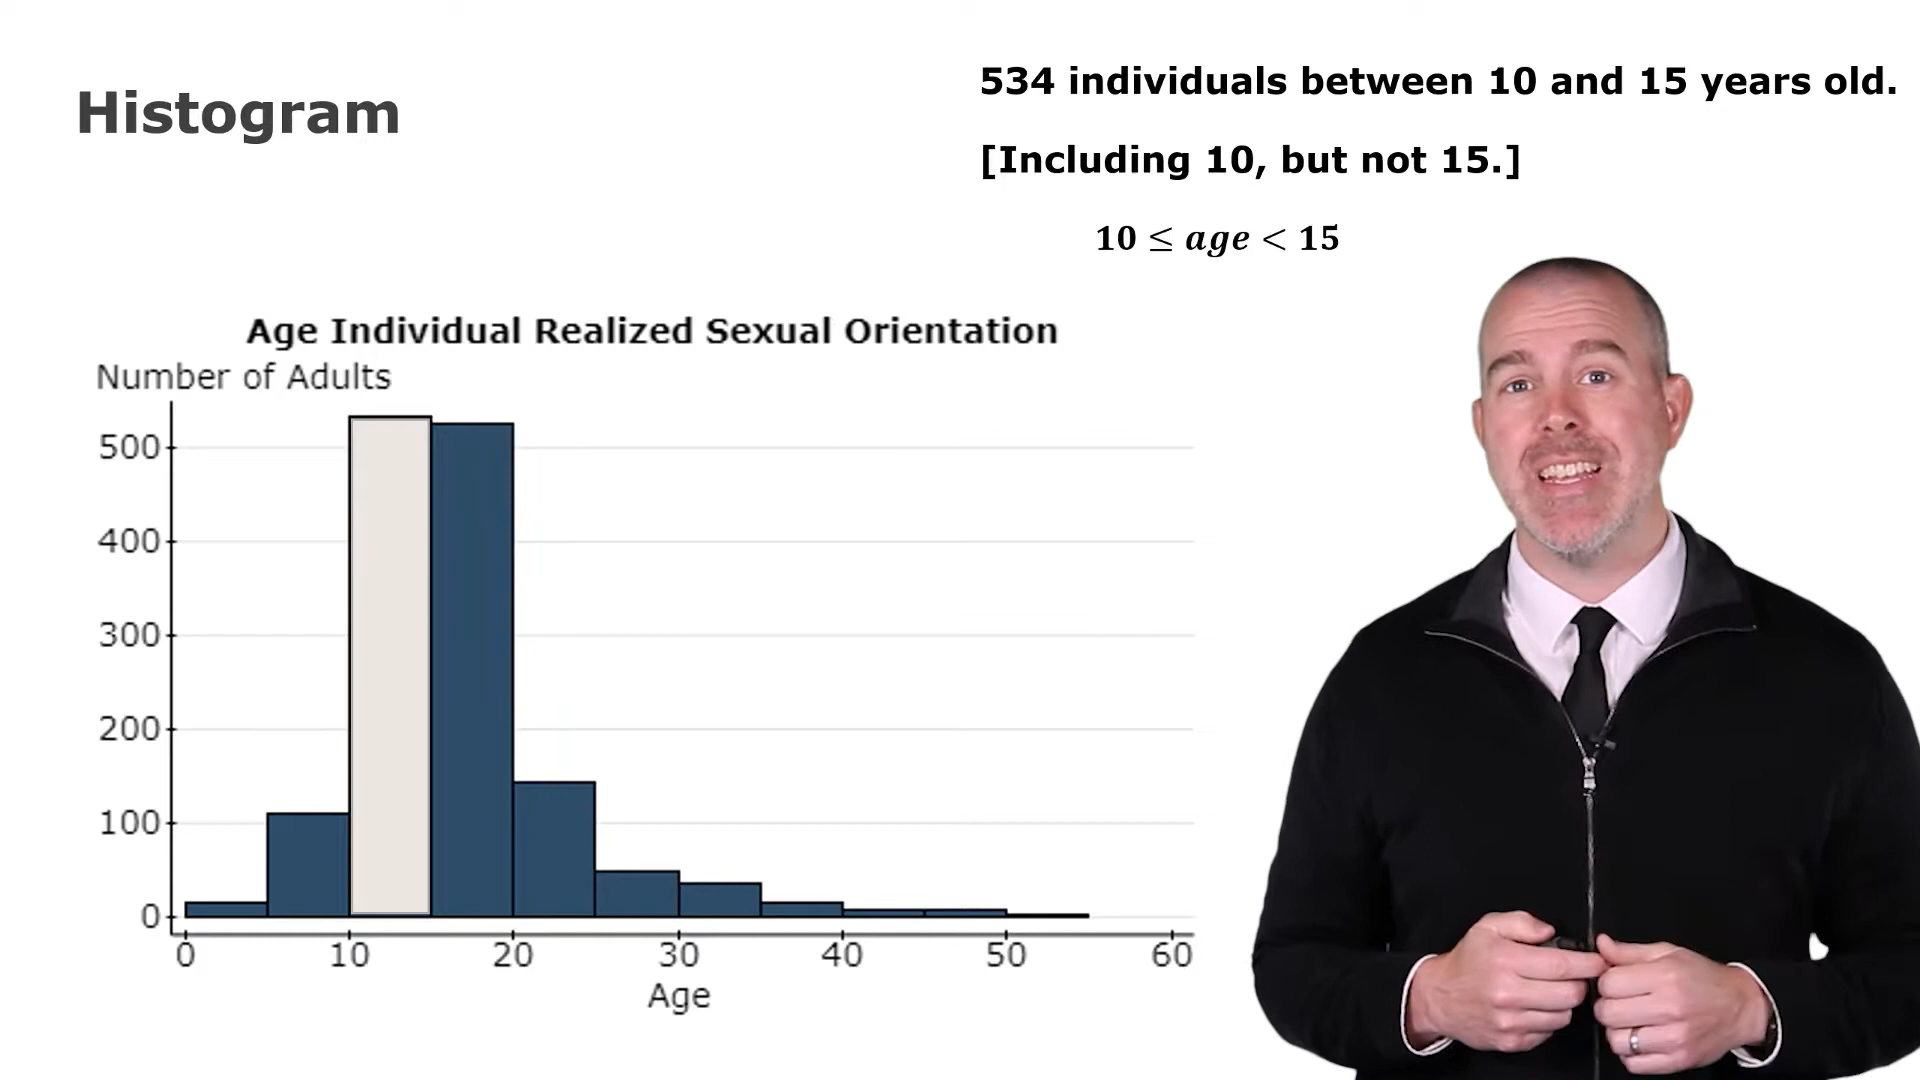 Histogram
534 individuals between 10 and 15 years old.
[Including 10, but not 15.]
10 ≤ age < 15
Age Individual Realized Sexual Orientation
Number of Adults
500
400
300
200
100
0
0 10 20 30 40 50 60
Age